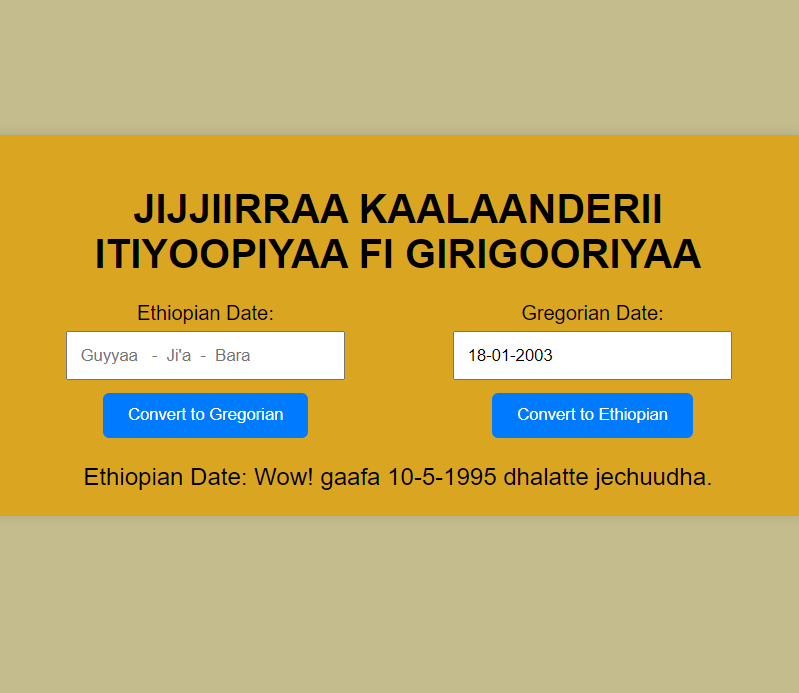 JIJJIIRRAA KAALAANDERII
ITIYOOPIYAA FI GIRIGOORIYAA
Ethiopian Date:
Guyyaa - Ji'a - Bara
Convert to Gregorian
Gregorian Date:
18-01-2003
Convert to Ethiopian
Ethiopian Date: Wow! gaafa 10-5-1995 dhalatte jechuudha.